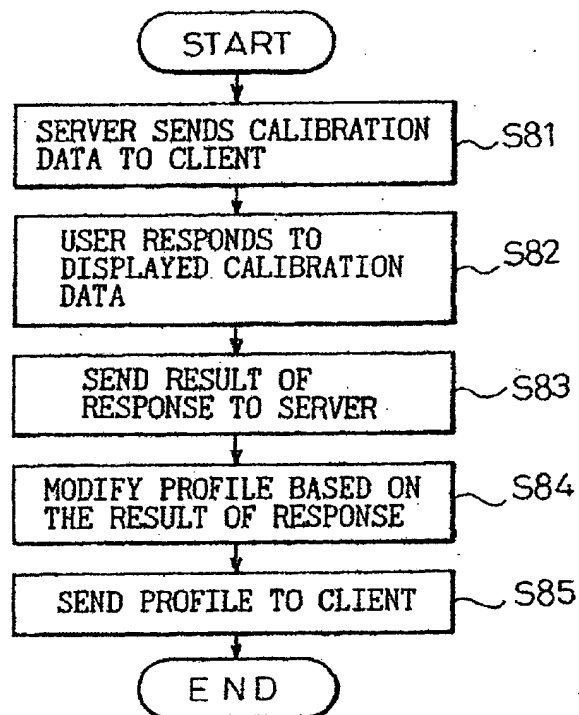 START
SERVER SENDS CALIBRATION
DATA TO CLIENT
S81
USER RESPONDS TO
DISPLAYED CALIBRATION
DATA
S82
SEND RESULT OF
RESPONSE TO SERVER
S83
MODIFY PROFILE BASED ON
THE RESULT OF RESPONSE
S84
SEND PROFILE TO CLIENT
S85
END